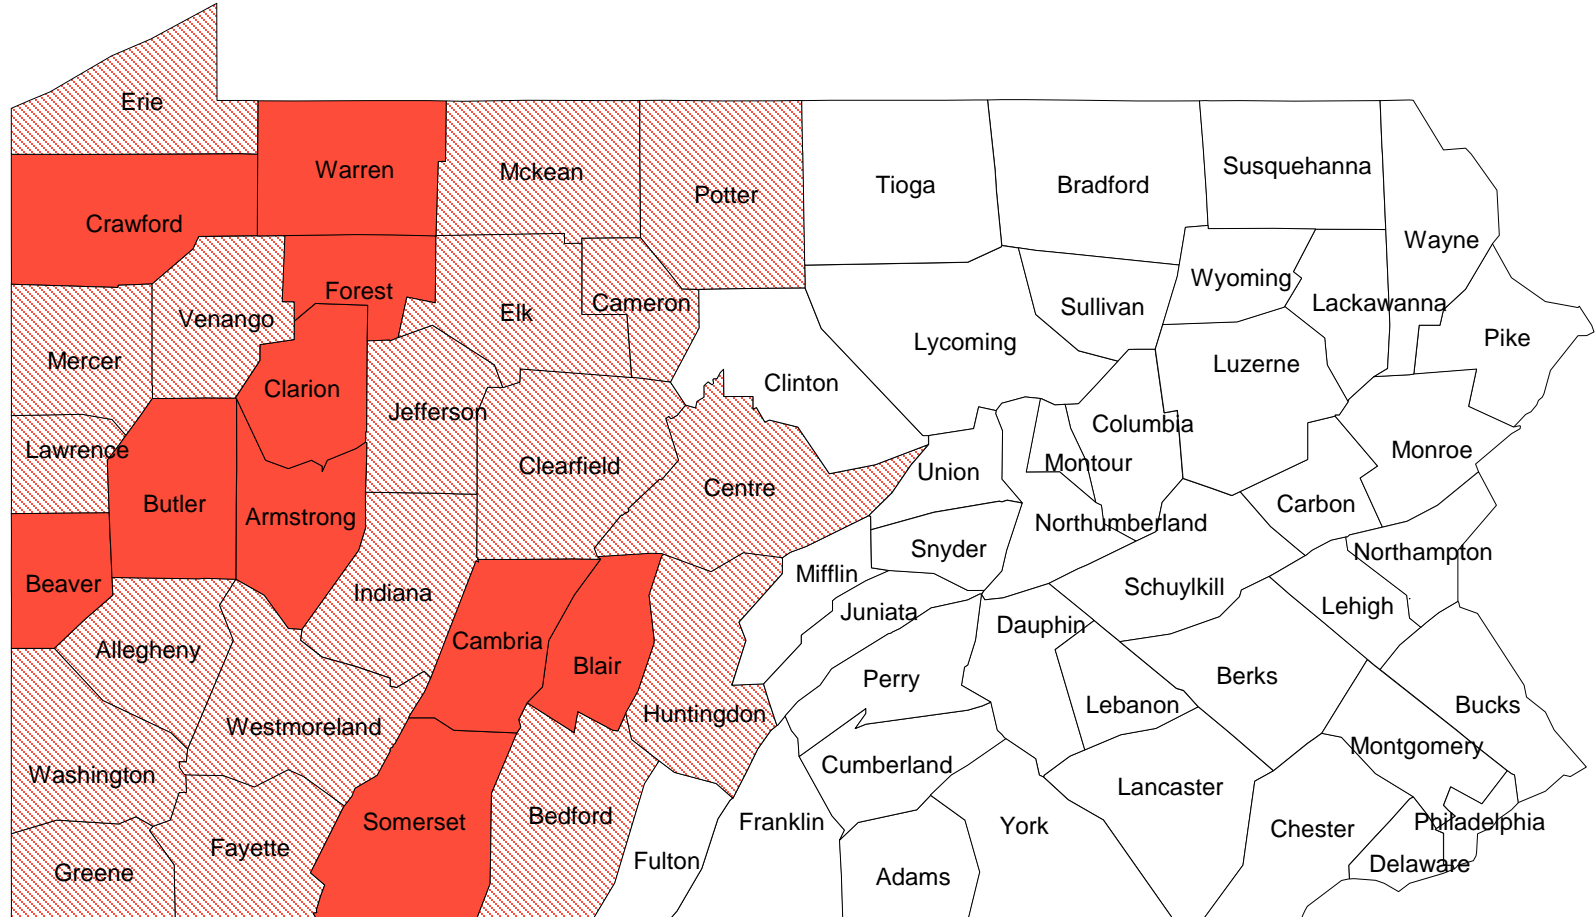 Erie
Warren
Mckean
Potter
Tioga
Bradford
Susquehanna
Crawford
Wayne
Forest
Venango
Elk
Cameron
Wyoming
Sullivan
Lackawanna
Mercer
Lycoming
Pike
Clarion
Clinton
Luzerne
Jefferson
Columbia
Lawrence
Clearfield
Centre
Union
Montour
Monroe
Butler
Armstrong
Carbon
Northumberland
Snyder
Northampton
Beaver
Indiana
Mifflin
Schuylkill
Juniata
Lehigh
Allegheny
Cambria
Dauphin
Blair
Perry
Berks
Westmoreland
Huntingdon
Lebanon
Bucks
Washington
Cumberland
Montgomery
Lancaster
Somerset
Bedford
Franklin
York
Chester
Philadelphia
Fayette
Greene
Fulton
Adams
Delaware